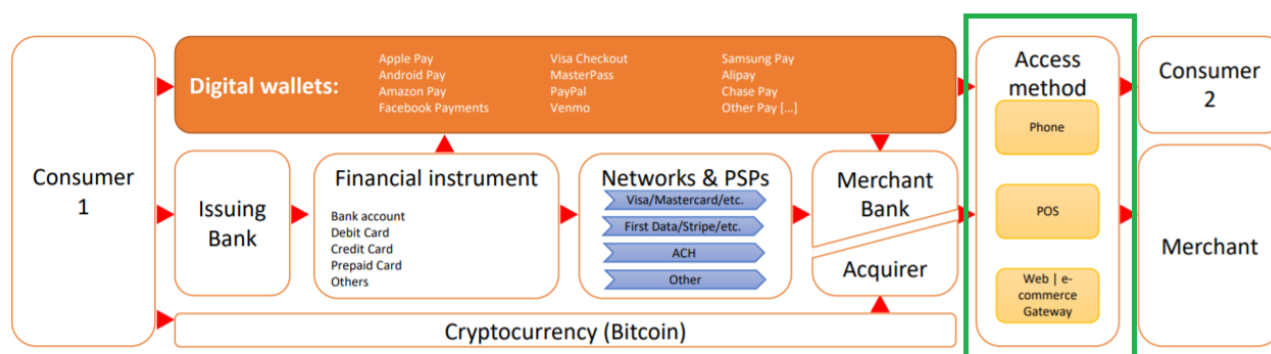 Consumer
1
Digital wallets:
Apple Pay
Android Pay
Amazon Pay
Facebook Payments
Visa Checkout
MasterPass
PayPal
Venmo
Samsung Pay
Alipay
Chase Pay
Other Pay [...]
Issuing
Bank
Financial instrument
Bank account
Debit Card
Credit Card
Prepaid Card
Others
Networks & PSPs
Visa/Mastercard/etc.
First Data/Stripe/etc.
ACH
Other
Merchant
Bank
Acquirer
Cryptocurrency (Bitcoin)
Access
method
Phone
POS
Web | e-
commerce
Gateway
Consumer
2
Merchant